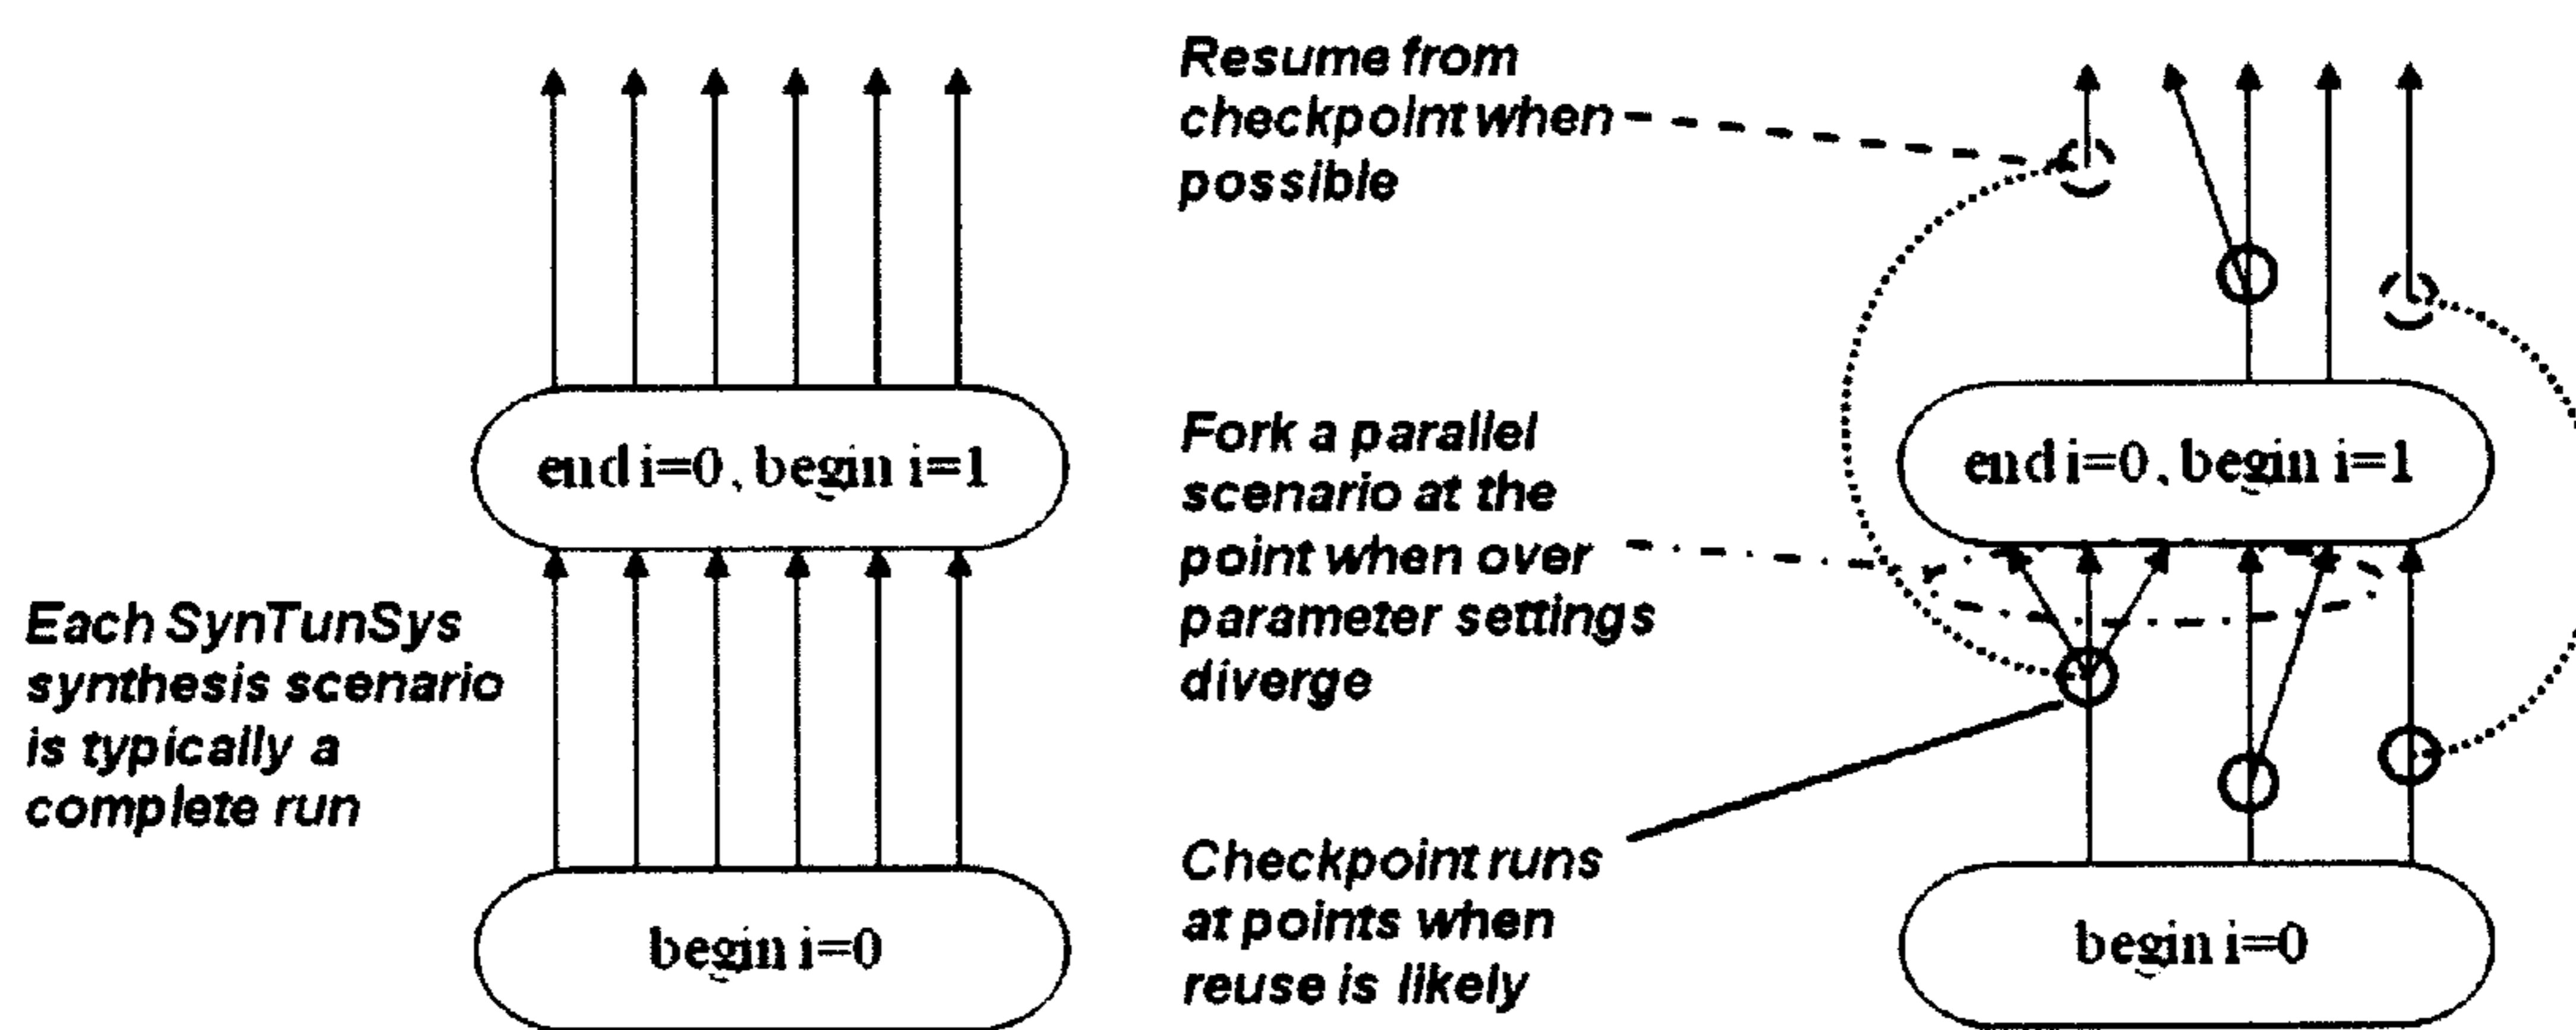 end i=0, begin i=1
Each SynTunSys
synthesis scenario
is typically a
complete run
begin i=0
Resume from
checkpoint when
possible
Fork a parallel
scenario at the
point when over
parameter settings
diverge
Checkpoint runs
at points when
reuse is likely
end i=0, begin i=1
begin i=0